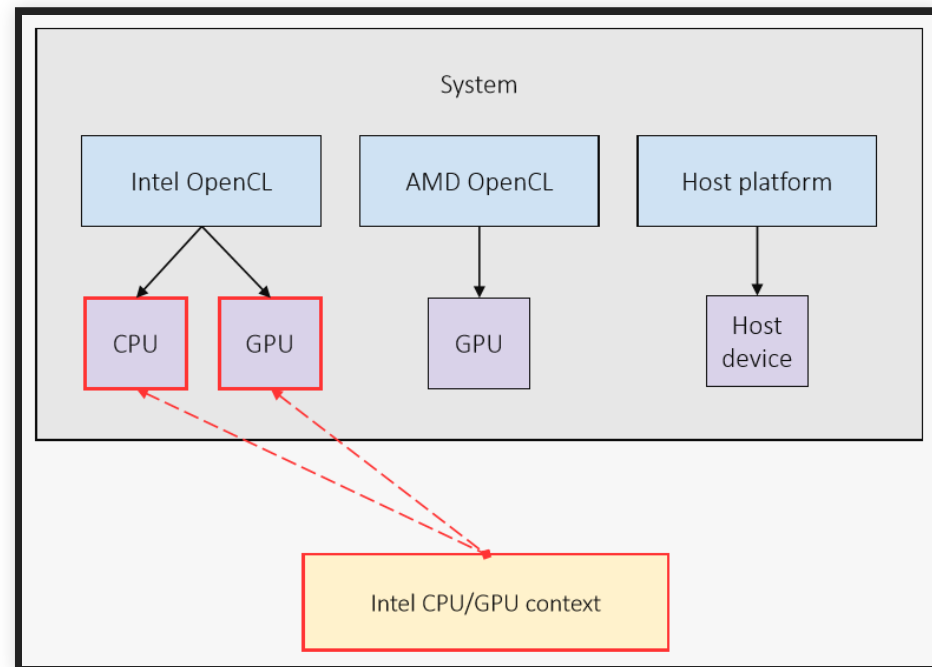 System
Intel OpenCL
AMD OpenCL
Host platform
CPU
GPU
GPU
Host
device
Intel CPU/GPU context